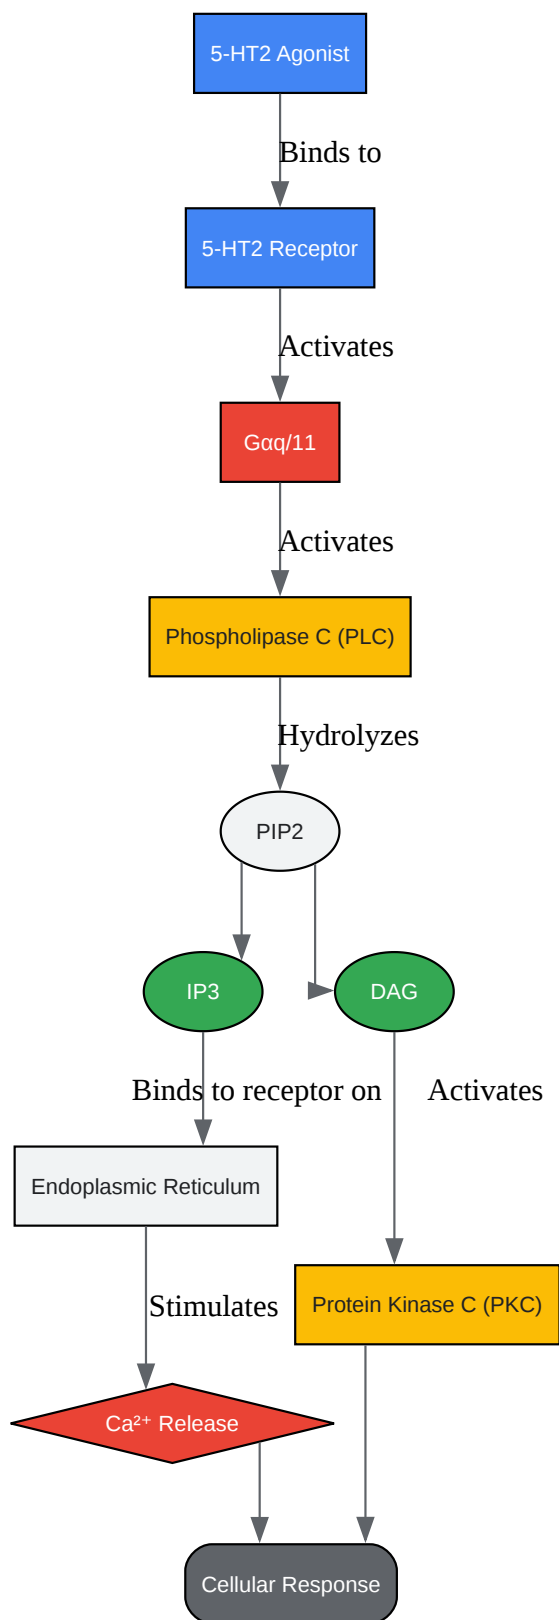 5-HT2 Agonist
Binds to
5-HT2 Receptor
Activates
Gαq/11
Activates
Phospholipase C (PLC)
Hydrolyzes
PIP2
IP3
DAG
Binds to receptor on
Activates
Endoplasmic Reticulum
Stimulates
Protein Kinase C (PKC)
Ca²⁺ Release
Cellular Response